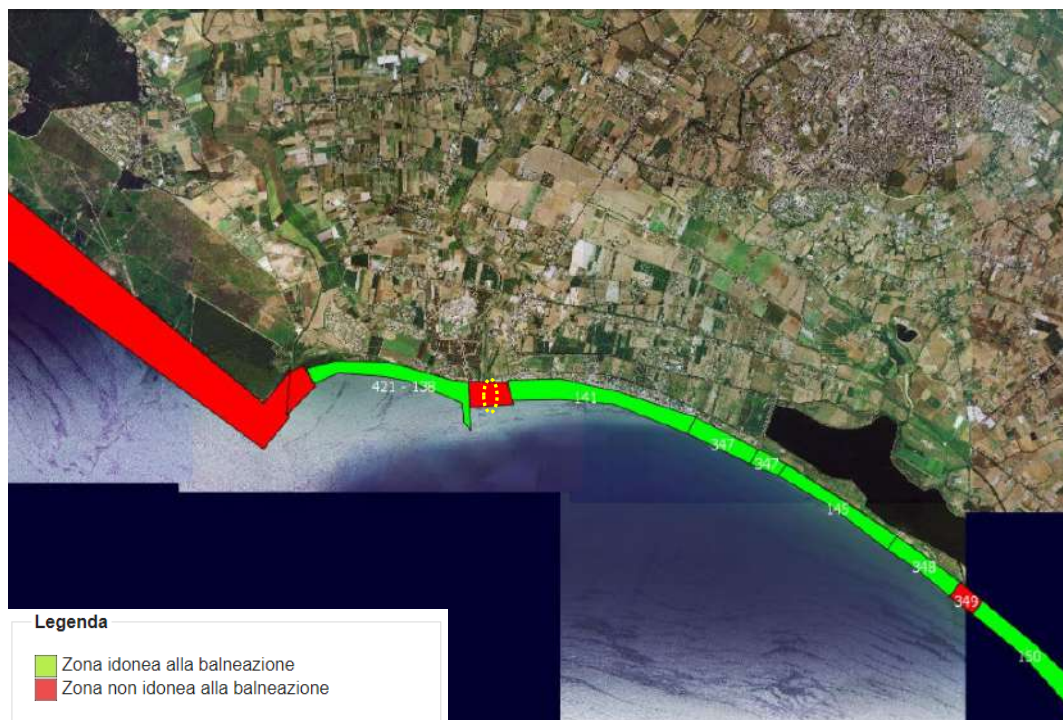 421 - 138
141
347
347
145
348
349
150
Legenda
Zona idonea alla balneazione
Zona non idonea alla balneazione